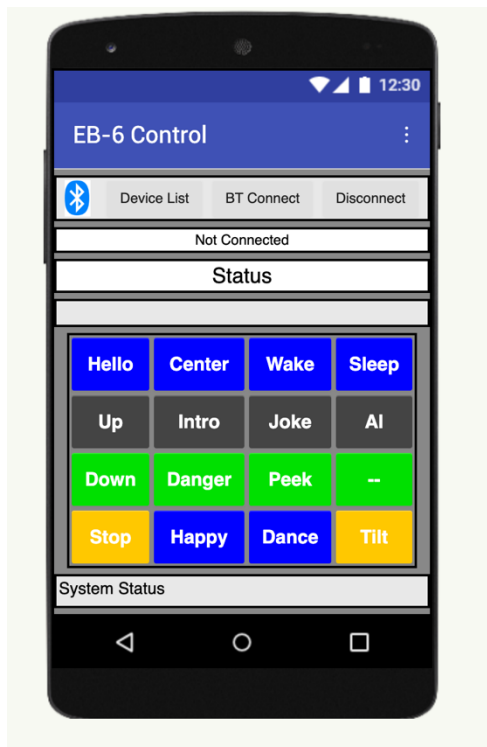 12:30
EB-6 Control
Device List BT Connect Disconnect
Not Connected
Status
Hello Center Wake Sleep
Up Intro Joke AI
Down Danger Peek --
Stop Happy Dance Tilt
System Status